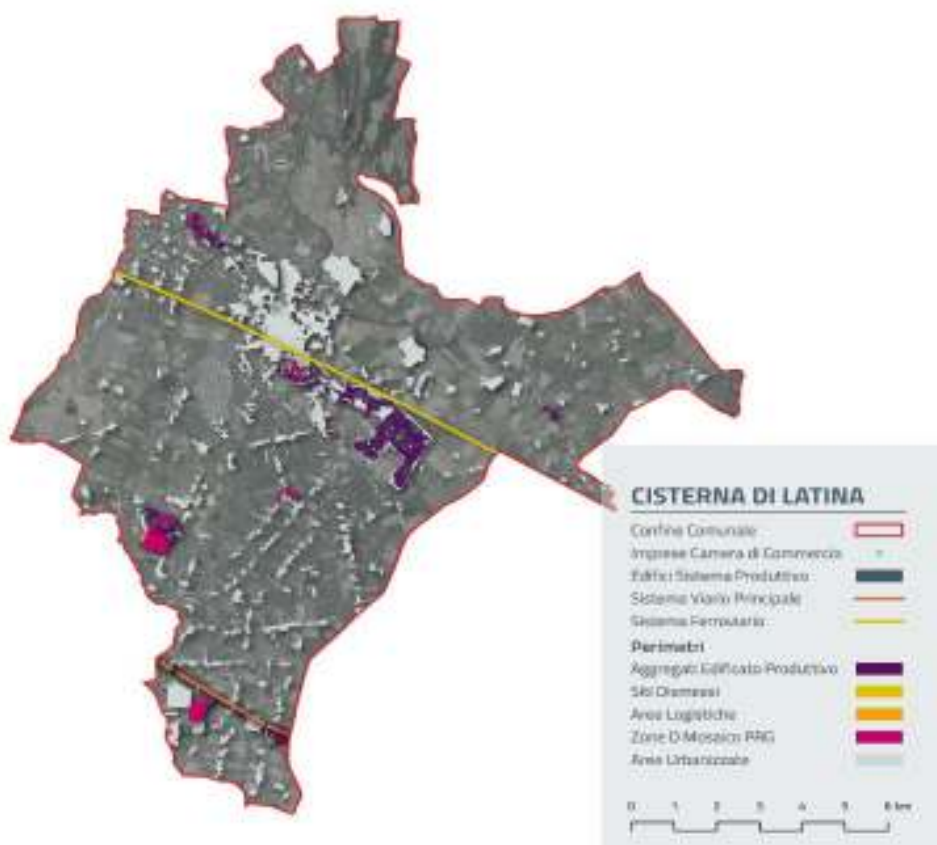 CISTERNA DI LATINA
Confine Comunale
Imprese Camera di Commercio
Edifici Sistema Produttivo
Sistema Viario Principale
Sistema Ferroviario
Perimetri
Aggregati Edificato Produttivo
Siti Dismessi
Aree Logistiche
Zone D Mosaico PRG
Aree Urbanizzate
0 1 2 3 4 5 6 km